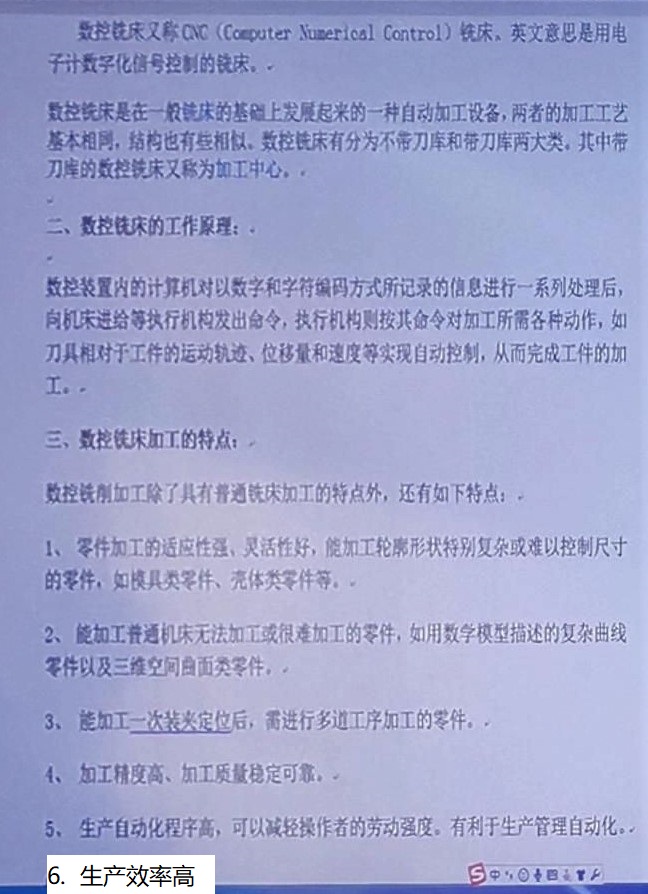 数控铣床又称CNC（Computer Numerical Control）铣床。英文意思是用电
子计数字化信号控制的铣床。
数控铣床是在一般铣床的基础上发展起来的一种自动加工设备，两者的加工工艺
基本相同，结构也有些相似。数控铣床有分为不带刀库和带刀库两大类。其中带
刀库的数控铣床又称为加工中心。
二、数控铣床的工作原理：
数控装置内的计算机对以数字和字符编码方式所记录的信息进行一系列处理后，
向机床进给等执行机构发出命令，执行机构则按其命令对加工所需各种动作，如
刀具相对于工件的运动轨迹、位移量和速度等实现自动控制，从而完成工件的加
工。
三、数控铣床加工的特点：
数控铣削加工除了具有普通铣床加工的特点外，还有如下特点：
1、 零件加工的适应性强、灵活性好，能加工轮廓形状特别复杂或难以控制尺寸
的零件，如模具类零件、壳体类零件等。
2、 能加工普通机床无法加工或很难加工的零件，如用数学模型描述的复杂曲线
零件以及三维空间曲面类零件。
3、 能加工一次装夹定位后，需进行多道工序加工的零件。
4、 加工精度高、加工质量稳定可靠。
5、 生产自动化程序高，可以减轻操作者的劳动强度。有利于生产管理自动化。
6. 生产效率高
中